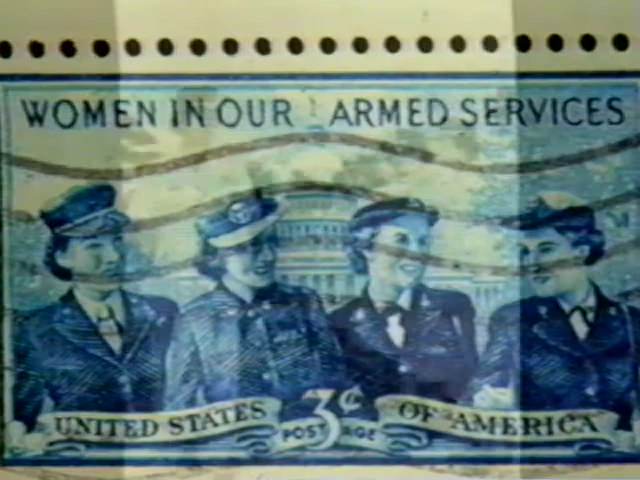 WOMEN IN OUR ARMED SERVICES
UNITED STATES 3¢ OF AMERICA
POSTAGE